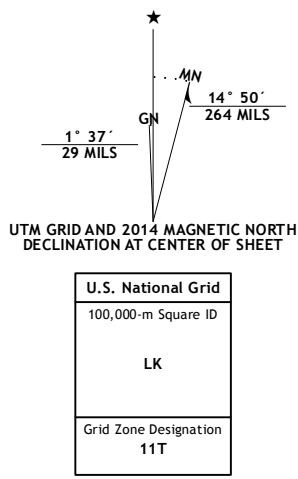 ★
MN
GN
14° 50´
264 MILS
1° 37´
29 MILS
UTM GRID AND 2014 MAGNETIC NORTH
DECLINATION AT CENTER OF SHEET
U.S. National Grid
100,000-m Square ID
LK
Grid Zone Designation
11T